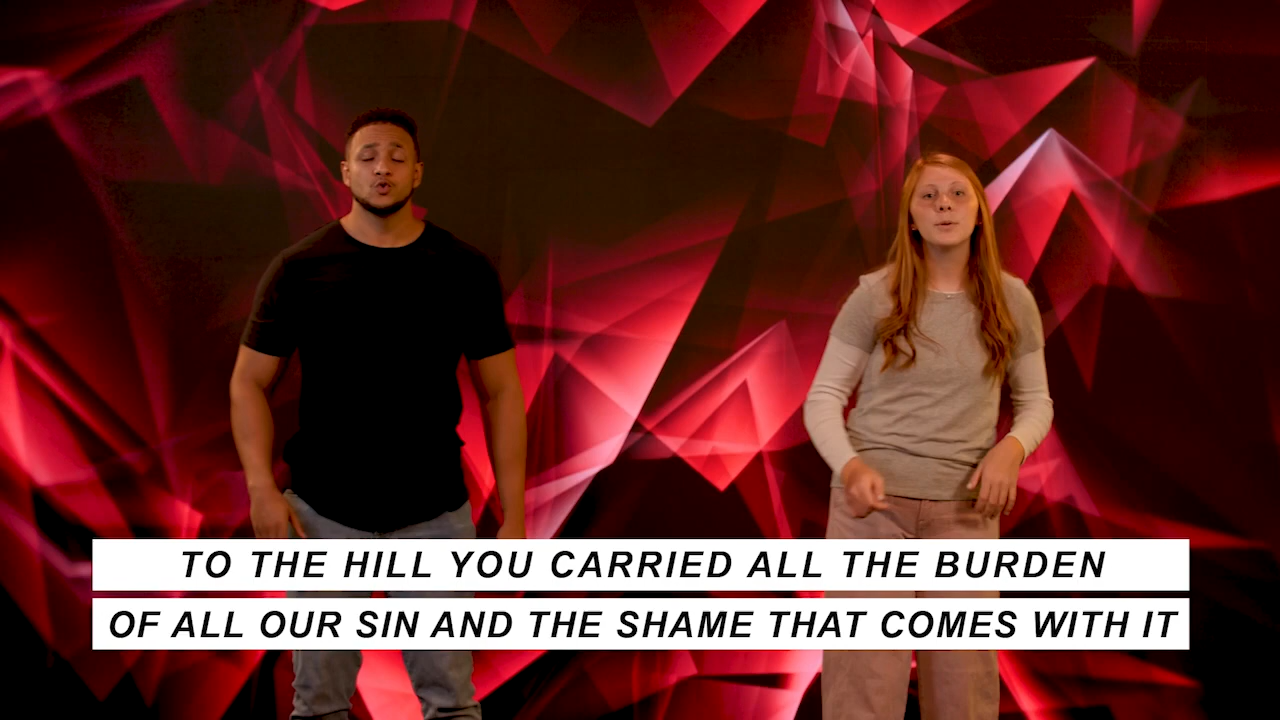 TO THE HILL YOU CARRIED ALL THE BURDEN
OF ALL OUR SIN AND THE SHAME THAT COMES WITH IT